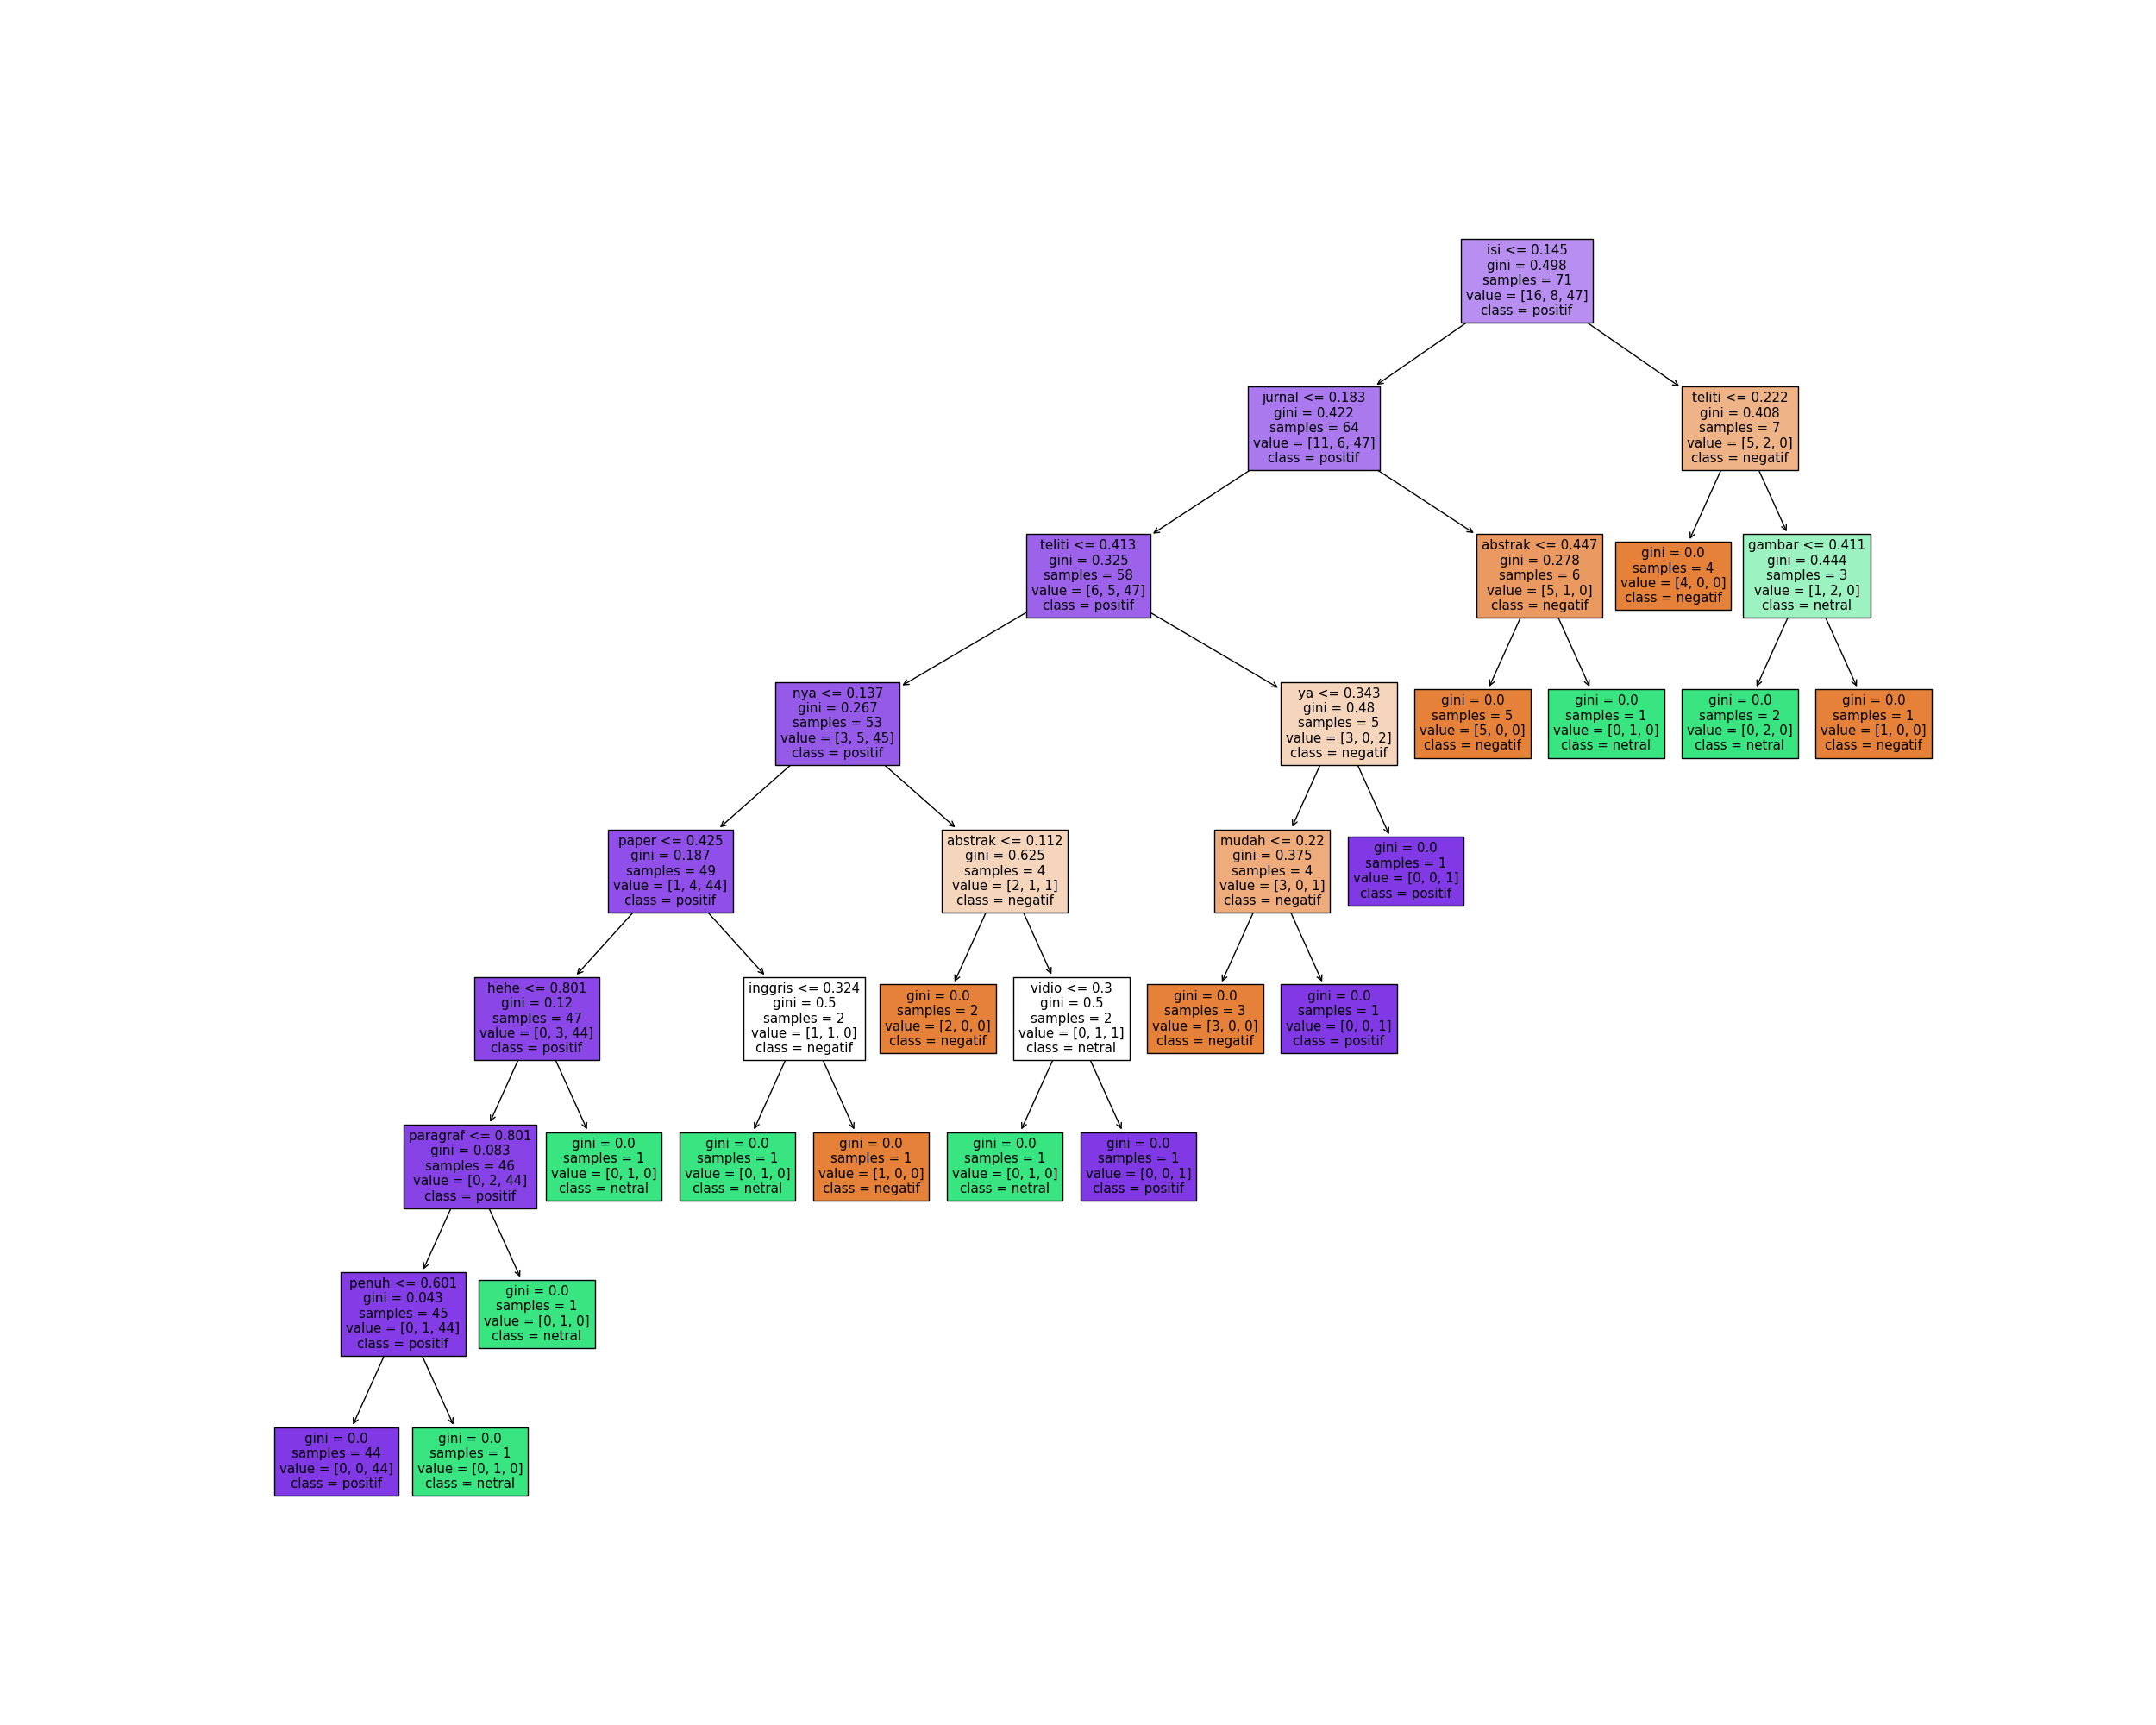 isi <= 0.145
gini = 0.498
samples = 71
value = [16, 8, 47]
class = positif
jurnal <= 0.183
gini = 0.422
samples = 64
value = [11, 6, 47]
class = positif
teliti <= 0.222
gini = 0.408
samples = 7
value = [5, 2, 0]
class = negatif
teliti <= 0.413
gini = 0.325
samples = 58
value = [6, 5, 47]
class = positif
abstrak <= 0.447
gini = 0.278
samples = 6
value = [5, 1, 0]
class = negatif
gini = 0.0
samples = 4
value = [4, 0, 0]
class = negatif
gambar <= 0.411
gini = 0.444
samples = 3
value = [1, 2, 0]
class = netral
nya <= 0.137
gini = 0.267
samples = 53
value = [3, 5, 45]
class = positif
ya <= 0.343
gini = 0.48
samples = 5
value = [3, 0, 2]
class = negatif
gini = 0.0
samples = 5
value = [5, 0, 0]
class = negatif
gini = 0.0
samples = 1
value = [0, 1, 0]
class = netral
gini = 0.0
samples = 2
value = [0, 2, 0]
class = netral
gini = 0.0
samples = 1
value = [1, 0, 0]
class = negatif
paper <= 0.425
gini = 0.187
samples = 49
value = [1, 4, 44]
class = positif
abstrak <= 0.112
gini = 0.625
samples = 4
value = [2, 1, 1]
class = negatif
mudah <= 0.22
gini = 0.375
samples = 4
value = [3, 0, 1]
class = negatif
gini = 0.0
samples = 1
value = [0, 0, 1]
class = positif
hehe <= 0.801
gini = 0.12
samples = 47
value = [0, 3, 44]
class = positif
inggris <= 0.324
gini = 0.5
samples = 2
value = [1, 1, 0]
class = negatif
gini = 0.0
samples = 2
value = [2, 0, 0]
class = negatif
vidio <= 0.3
gini = 0.5
samples = 2
value = [0, 1, 1]
class = netral
gini = 0.0
samples = 3
value = [3, 0, 0]
class = negatif
gini = 0.0
samples = 1
value = [0, 0, 1]
class = positif
paragraf <= 0.801
gini = 0.083
samples = 46
value = [0, 2, 44]
class = positif
gini = 0.0
samples = 1
value = [0, 1, 0]
class = netral
gini = 0.0
samples = 1
value = [0, 1, 0]
class = netral
gini = 0.0
samples = 1
value = [1, 0, 0]
class = negatif
gini = 0.0
samples = 1
value = [0, 1, 0]
class = netral
gini = 0.0
samples = 1
value = [0, 0, 1]
class = positif
penuh <= 0.601
gini = 0.043
samples = 45
value = [0, 1, 44]
class = positif
gini = 0.0
samples = 1
value = [0, 1, 0]
class = netral
gini = 0.0
samples = 44
value = [0, 0, 44]
class = positif
gini = 0.0
samples = 1
value = [0, 1, 0]
class = netral